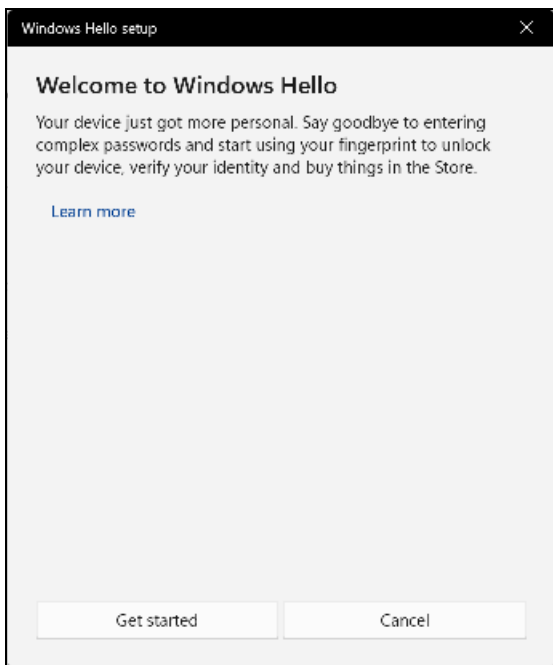 Windows Hello setup
Welcome to Windows Hello
Your device just got more personal. Say goodbye to entering
complex passwords and start using your fingerprint to unlock
your device, verify your identity and buy things in the Store.
Learn more
Get started
Cancel